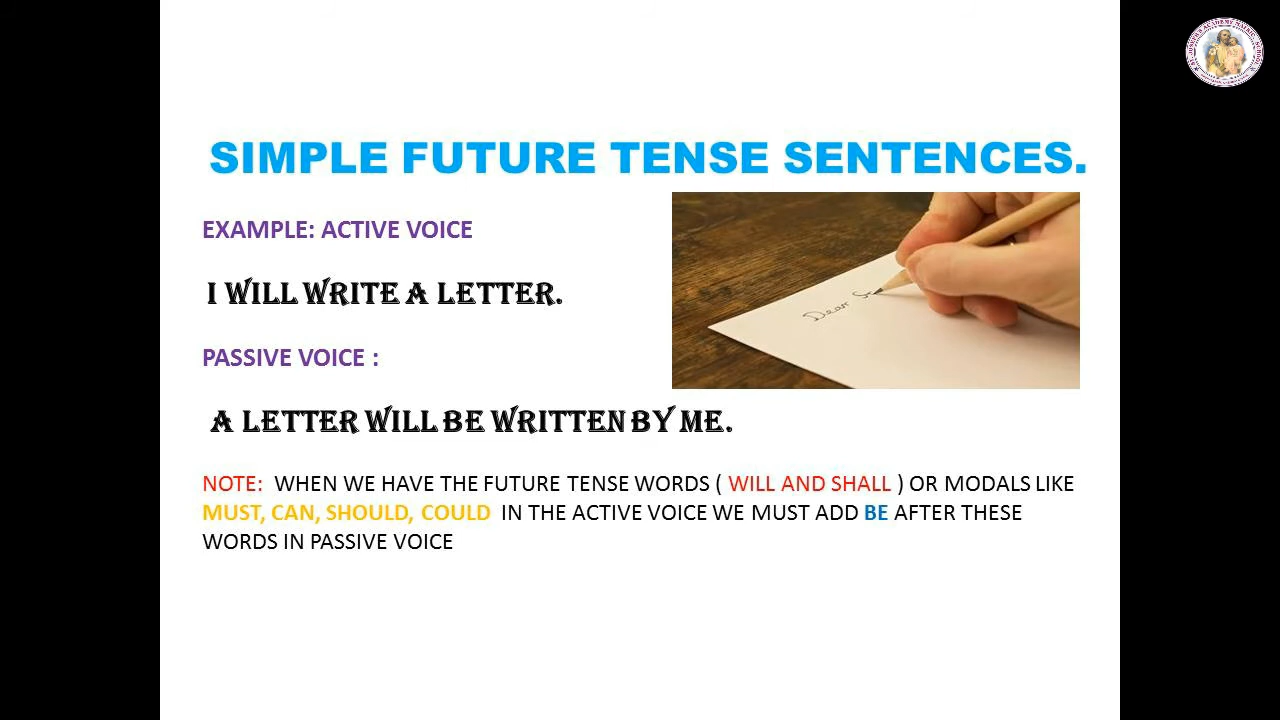 SIMPLE FUTURE TENSE SENTENCES.
EXAMPLE: ACTIVE VOICE
I WILL WRITE A LETTER.
PASSIVE VOICE :
A LETTER WILL BE WRITTEN BY ME.
NOTE: WHEN WE HAVE THE FUTURE TENSE WORDS ( WILL AND SHALL ) OR MODALS LIKE
MUST, CAN, SHOULD, COULD IN THE ACTIVE VOICE WE MUST ADD BE AFTER THESE
WORDS IN PASSIVE VOICE
Dear